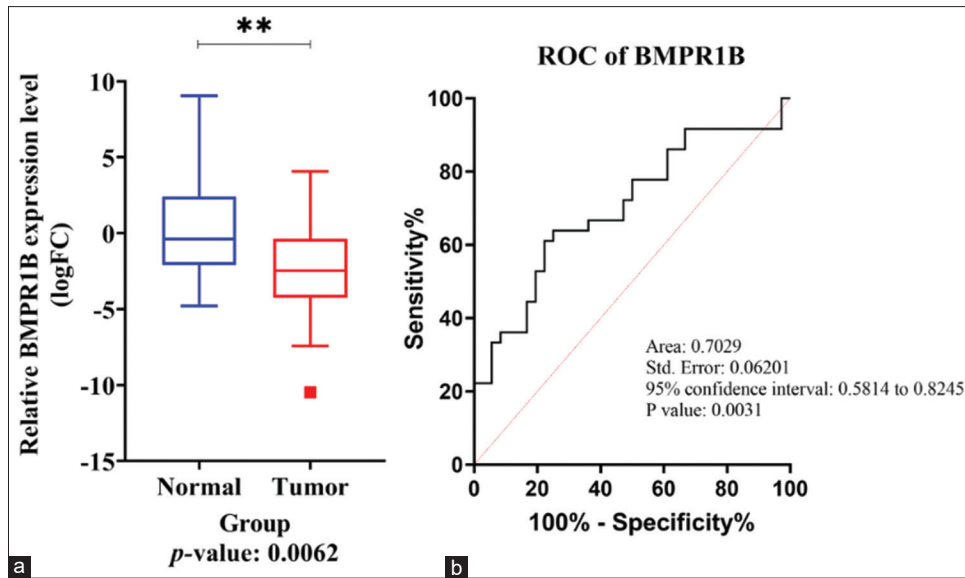 **
Relative BMPR1B expression level
(logFC)
10
5
0
-5
-10
-15
Normal Tumor
Group
p-value: 0.0062
a
ROC of BMPR1B
Sensitivity%
100
80
60
40
20
0
Area: 0.7029
Std. Error: 0.06201
95% confidence interval: 0.5814 to 0.8245
P value: 0.0031
0 20 40 60 80 100
100% - Specificity%
b